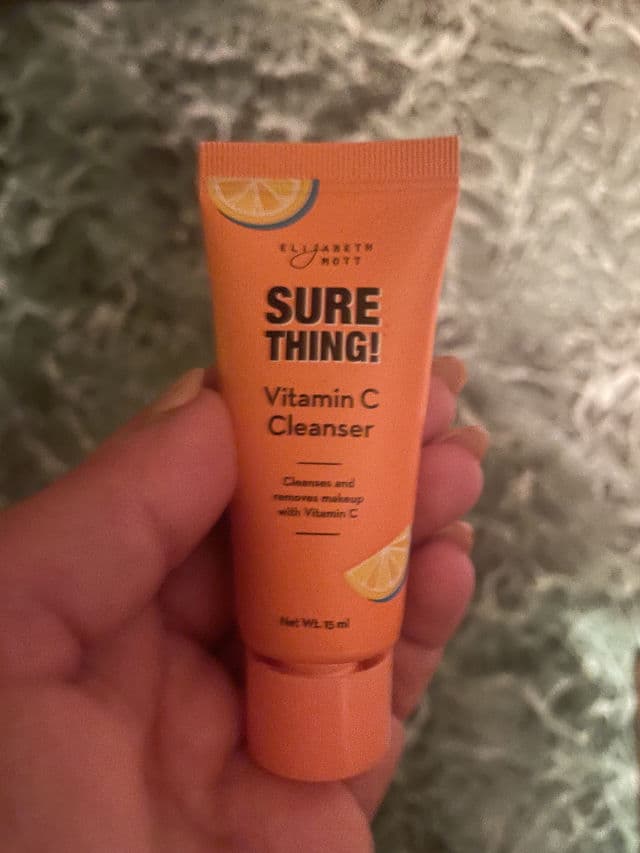 ELIZABETH
MOTT
SURE
THING!
Vitamin C
Cleanser
Cleanses and
removes makeup
with Vitamin C
Net Wt. 15 ml